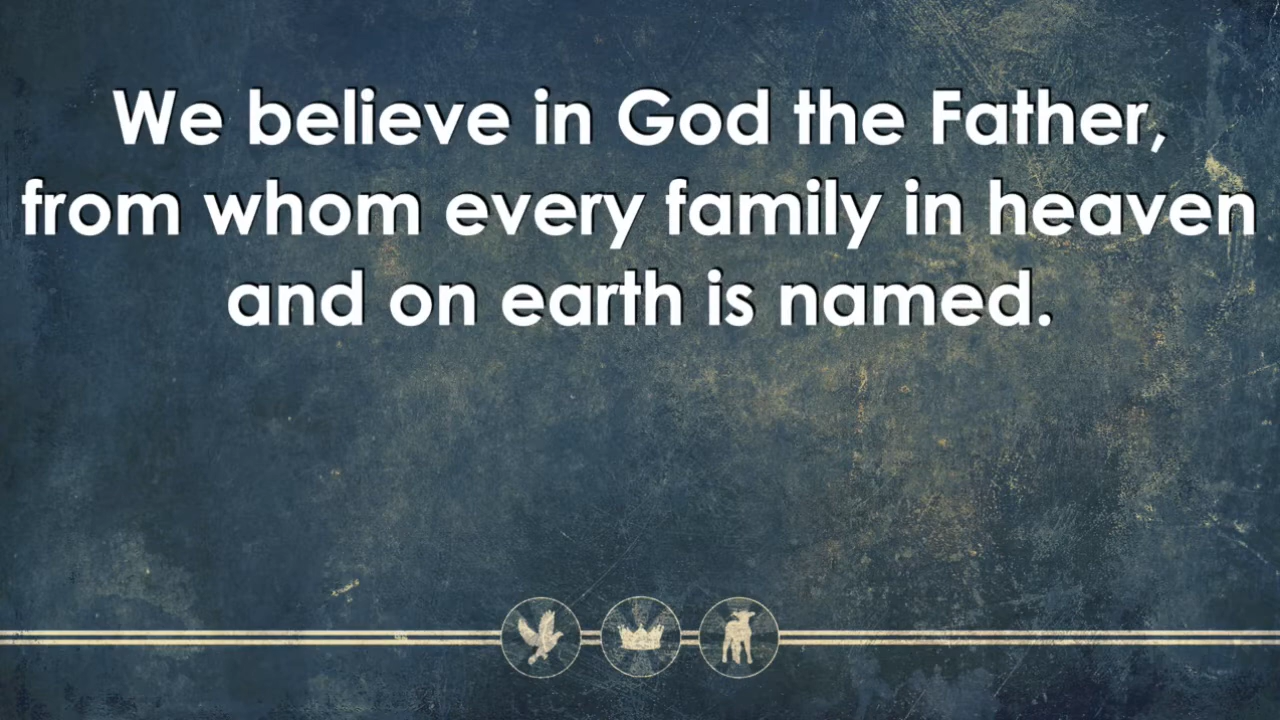 We believe in God the Father,
from whom every family in heaven
and on earth is named.